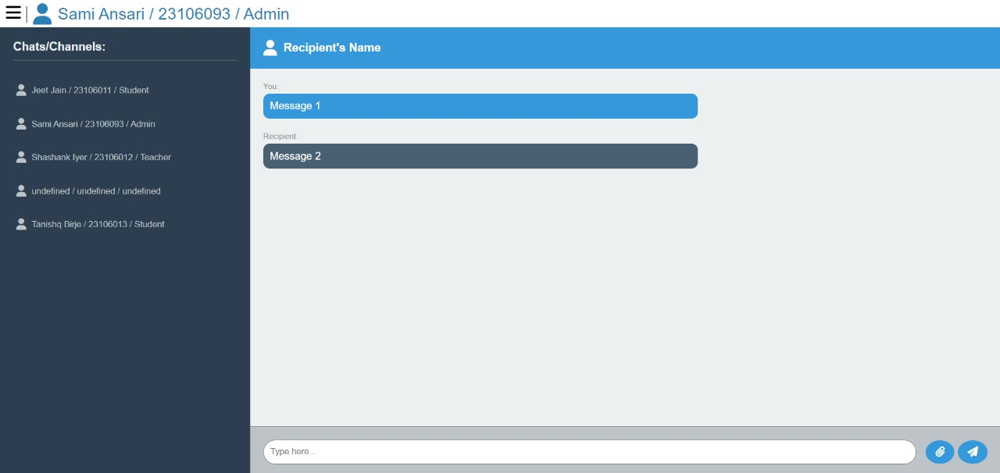 Sami Ansari / 23106093 / Admin
Chats/Channels:
Jeet Jain / 23106011 / Student
Sami Ansari / 23106093 / Admin
Shashank Iyer / 23106012 / Teacher
undefined / undefined / undefined
Tanishq Birje / 23106013 / Student
Recipient's Name
You:
Message 1
Recipient:
Message 2
Type here...